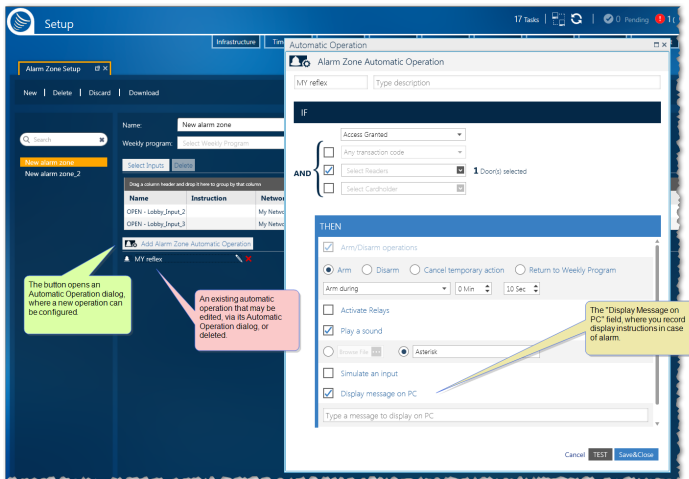 Setup
17 Tasks
0 Pending
Infrastructure
Alarm Zone Setup
New | Delete | Discard | Download
Search
New alarm zone
New alarm zone_2
Name: New alarm zone
Weekly program: Select Weekly Program
Select Inputs Delete
Drag a column header and drop it here to group by that column
Name Instruction
OPEN - Lobby_Input_2
OPEN - Lobby_Input_3
Add Alarm Zone Automatic Operation
MY reflex
The button opens an
Automatic Operation dialog,
where a new operation can
be configured.
An existing automatic
operation that may be
edited, via its Automatic
Operation dialog, or
deleted.
Automatic Operation
Alarm Zone Automatic Operation
MY reflex Type description
IF
Access Granted
Any transaction code
AND
Select Readers 1 Door(s) selected
Select Cardholder
THEN
Arm/Disarm operations
Arm Disarm Cancel temporary action Return to Weekly Program
Arm during 0 Min 10 Sec
Activate Relays
Play a sound
Browse File Asterisk
Simulate an input
Display message on PC
Type a message to display on PC
The "Display Message on
PC" field, where you record
display instructions in case
of alarm.
Cancel TEST Save&Close